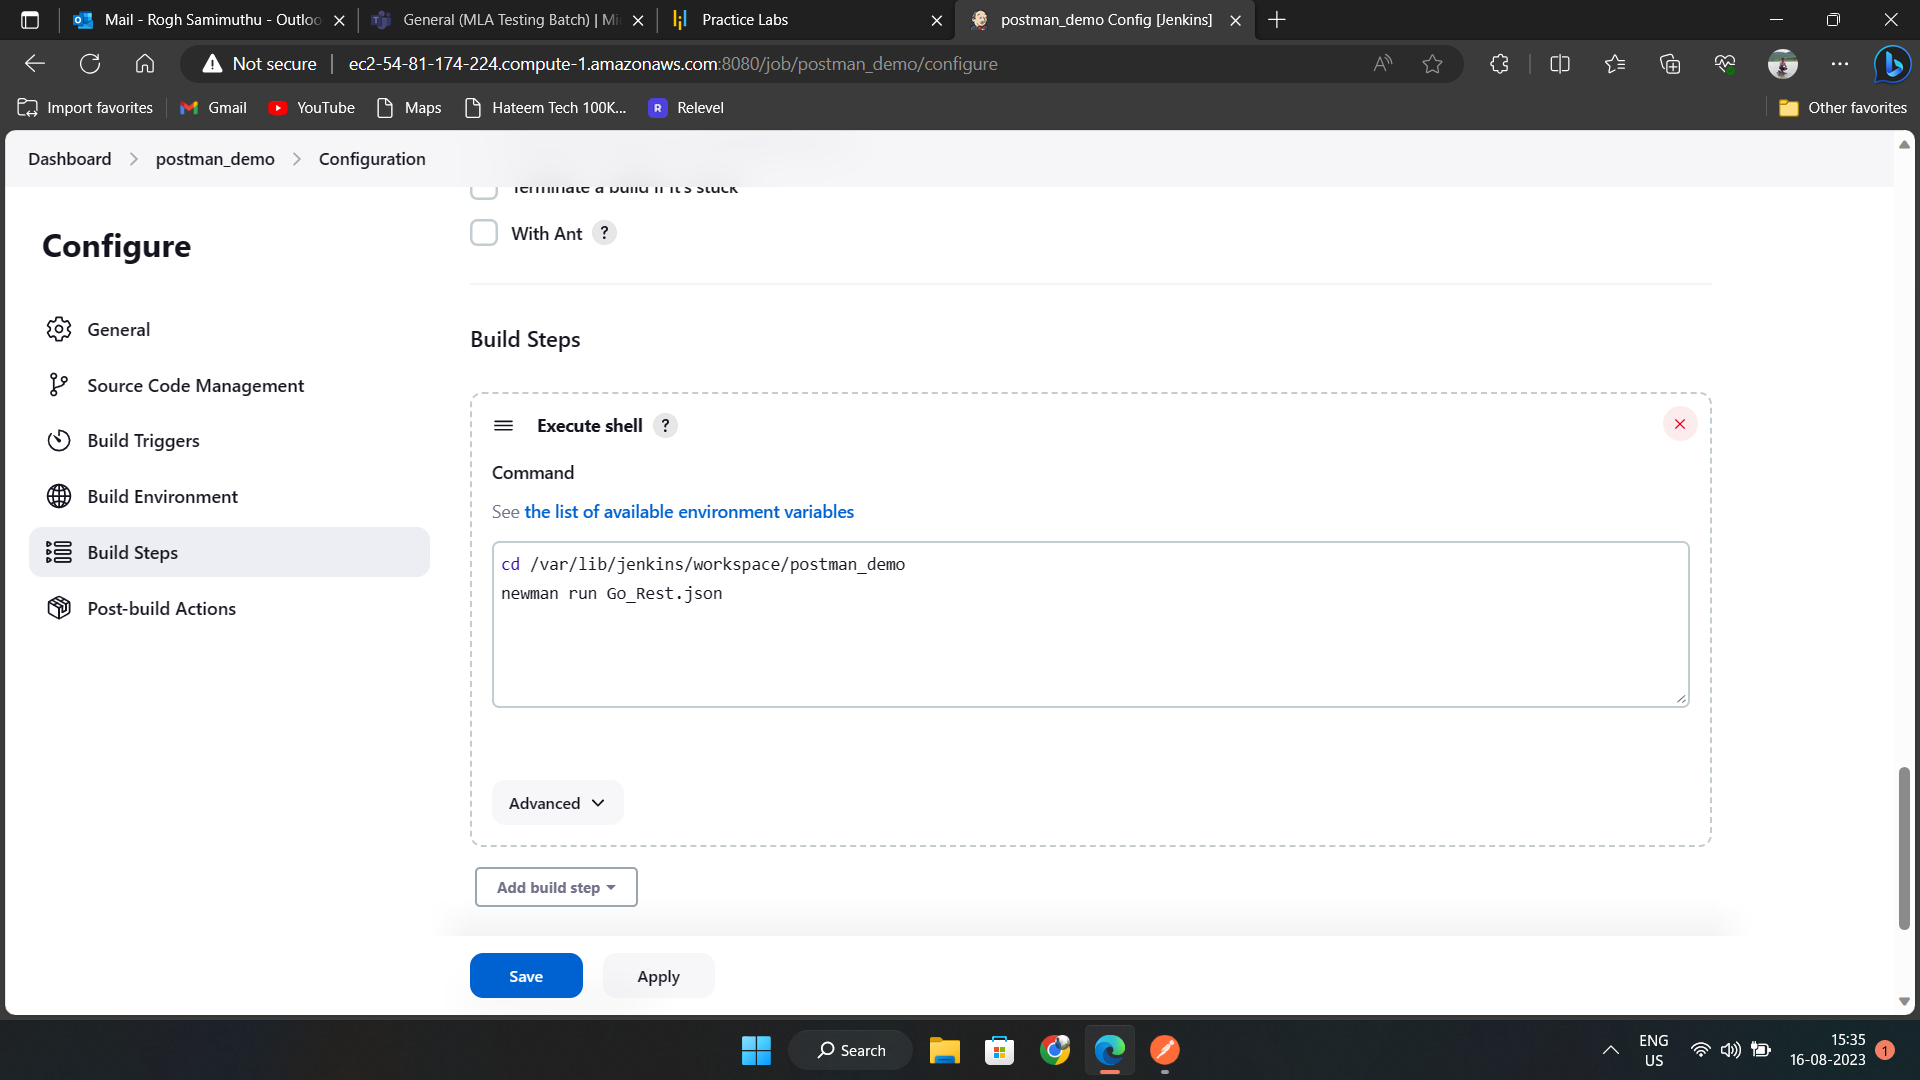 Mail - Rogh Samimuthu - Outloo
General (MLA Testing Batch) | Mi
Practice Labs
postman_demo Config [Jenkins]
Not secure
ec2-54-81-174-224.compute-1.amazonaws.com:8080/job/postman_demo/configure
Import favorites
Gmail
YouTube
Maps
Hateem Tech 100K...
R
Relevel
Other favorites
Dashboard
postman_demo
Configuration
Configure
General
Source Code Management
Build Triggers
Build Environment
Build Steps
Post-build Actions
Terminate a build if it's stuck
With Ant ?
Build Steps
Execute shell ?
Command
See the list of available environment variables
cd /var/lib/jenkins/workspace/postman_demo
newman run Go_Rest.json
Advanced
Add build step
Save
Apply
Search
ENG
US
15:35
16-08-2023
1